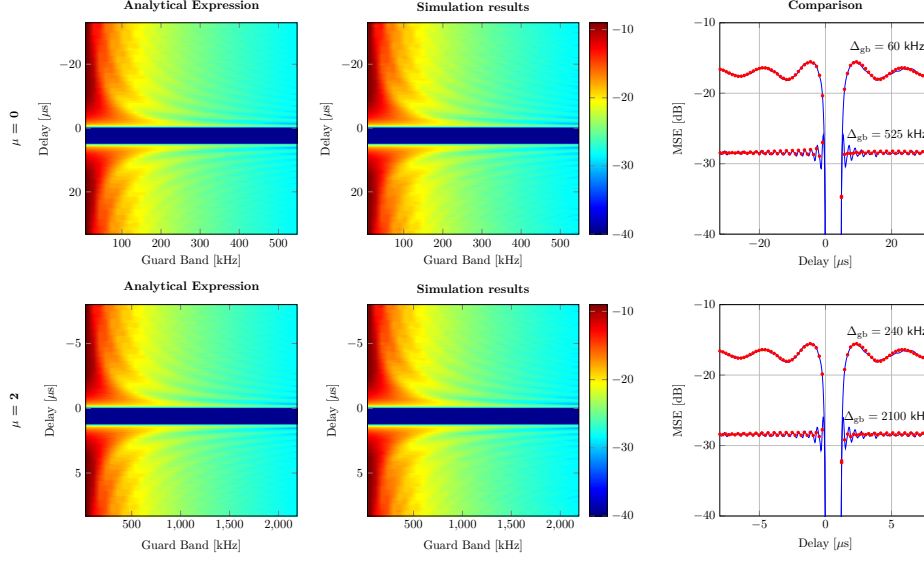 Analytical Expression
Simulation results
Comparison
μ = 0
Delay [μs]
−20
0
20
100
200
300
400
500
Guard Band [kHz]
Delay [μs]
−20
0
20
100
200
300
400
500
Guard Band [kHz]
−10
−20
−30
−40
MSE [dB]
−10
−20
−30
−40
Δgb = 60 kHz
Δgb = 525 kHz
−20
0
20
Delay [μs]
Analytical Expression
Simulation results
μ = 2
Delay [μs]
−5
0
5
500
1,000
1,500
2,000
Guard Band [kHz]
Delay [μs]
−5
0
5
500
1,000
1,500
2,000
Guard Band [kHz]
−10
−20
−30
−40
MSE [dB]
−10
−20
−30
−40
Δgb = 240 kHz
Δgb = 2100 kHz
−5
0
5
Delay [μs]